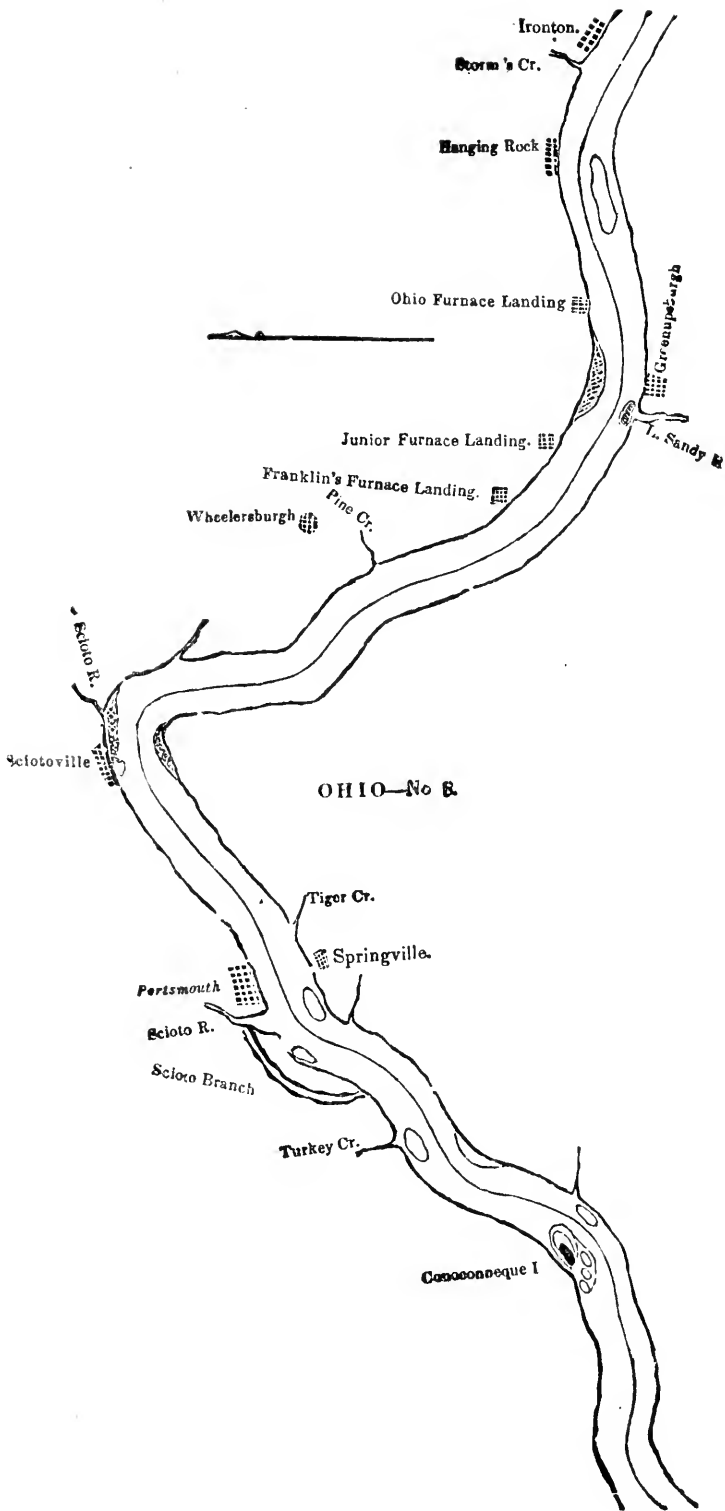 Ironton.
Storm's Cr.
Hanging Rock
Ohio Furnace Landing
Greenupsburgh
L. Sandy R
Junior Furnace Landing.
Franklin's Furnace Landing.
Pine Cr.
Wheelersburgh
Scioto R.
Sciotoville
OHIO—No 8.
Tiger Cr.
Springville.
Portsmouth
Scioto R.
Scioto Branch
Turkey Cr.
Conoconneque I